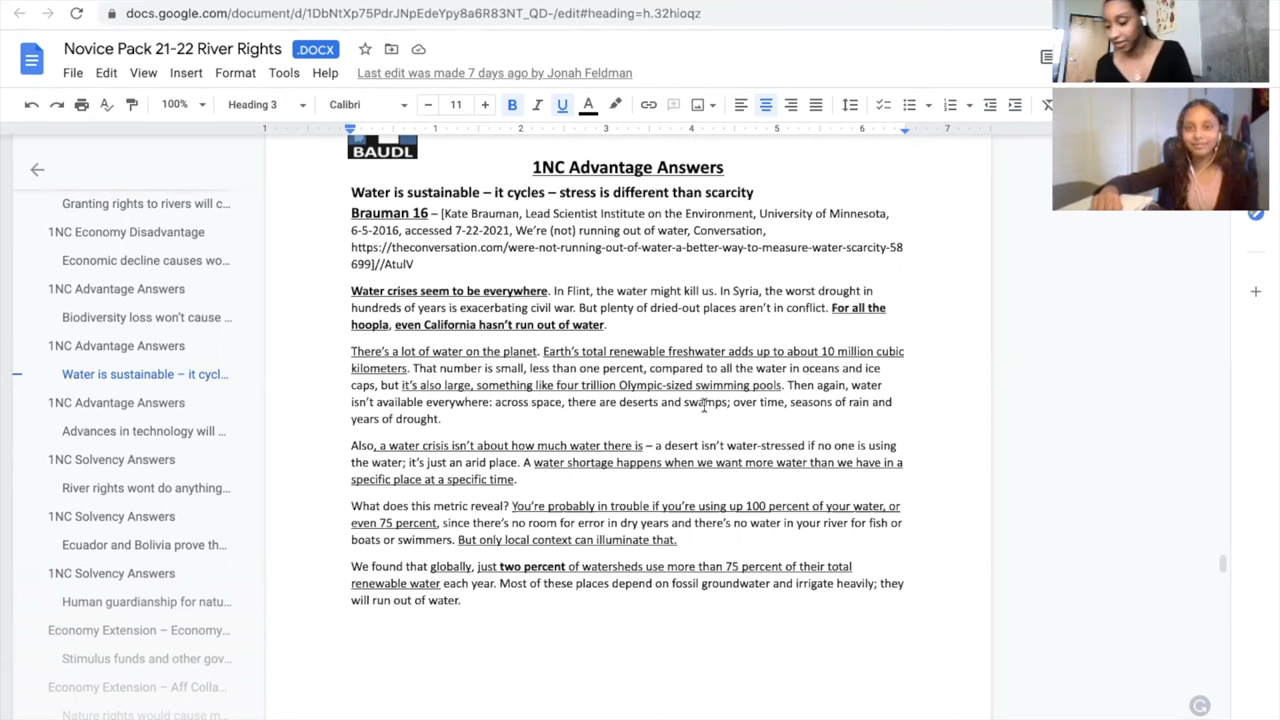 docs.google.com/document/d/1DbNtXp75PdrJNpEdeYpy8a6R83NT_QD-/edit#heading=h.32hioqz
Novice Pack 21-22 River Rights .DOCX
File Edit View Insert Format Tools Help Last edit was made 7 days ago by Jonah Feldman
100% Heading 3 Calibri 11 B I U A
1 1 2 3 4 5 6 7
Granting rights to rivers will c...
1NC Economy Disadvantage
Economic decline causes wo...
1NC Advantage Answers
Biodiversity loss won't cause ...
1NC Advantage Answers
Water is sustainable – it cycl...
1NC Advantage Answers
Advances in technology will ...
1NC Solvency Answers
River rights wont do anything...
1NC Solvency Answers
Ecuador and Bolivia prove th...
1NC Solvency Answers
Human guardianship for natu...
Economy Extension – Economy...
Stimulus funds and other gov...
Economy Extension – Aff Colla...
Nature rights would cause m...
BAUDL
1NC Advantage Answers
Water is sustainable – it cycles – stress is different than scarcity
Brauman 16 – [Kate Brauman, Lead Scientist Institute on the Environment, University of Minnesota,
6-5-2016, accessed 7-22-2021, We're (not) running out of water, Conversation,
https://theconversation.com/were-not-running-out-of-water-a-better-way-to-measure-water-scarcity-58
699]//AtulV
Water crises seem to be everywhere. In Flint, the water might kill us. In Syria, the worst drought in
hundreds of years is exacerbating civil war. But plenty of dried-out places aren't in conflict. For all the
hoopla, even California hasn't run out of water.
There's a lot of water on the planet. Earth's total renewable freshwater adds up to about 10 million cubic
kilometers. That number is small, less than one percent, compared to all the water in oceans and ice
caps, but it's also large, something like four trillion Olympic-sized swimming pools. Then again, water
isn't available everywhere: across space, there are deserts and swamps; over time, seasons of rain and
years of drought.
Also, a water crisis isn't about how much water there is – a desert isn't water-stressed if no one is using
the water; it's just an arid place. A water shortage happens when we want more water than we have in a
specific place at a specific time.
What does this metric reveal? You're probably in trouble if you're using up 100 percent of your water, or
even 75 percent, since there's no room for error in dry years and there's no water in your river for fish or
boats or swimmers. But only local context can illuminate that.
We found that globally, just two percent of watersheds use more than 75 percent of their total
renewable water each year. Most of these places depend on fossil groundwater and irrigate heavily; they
will run out of water.